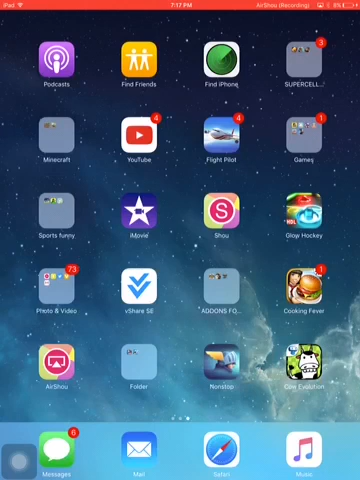 iPad 7:17 PM AirShou (Recording) 8%
3
Podcasts Find Friends Find iPhone SUPERCELL...
4 4 1
Minecraft YouTube Flight Pilot Games
HDL
Sports funny iMovie Shou Glow Hockey
73 1
Photo & Video vShare SE ADDONS FO... Cooking Fever
AirShou Folder Nonstop Cow Evolution
6
Messages Mail Safari Music